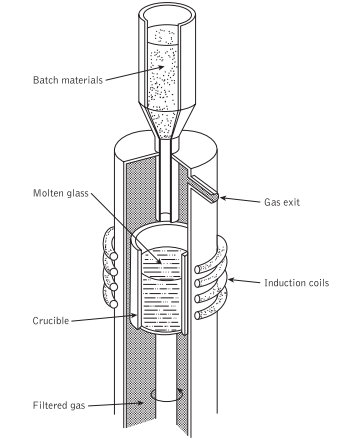 Batch materials
Molten glass
Gas exit
Induction coils
Crucible
Filtered gas